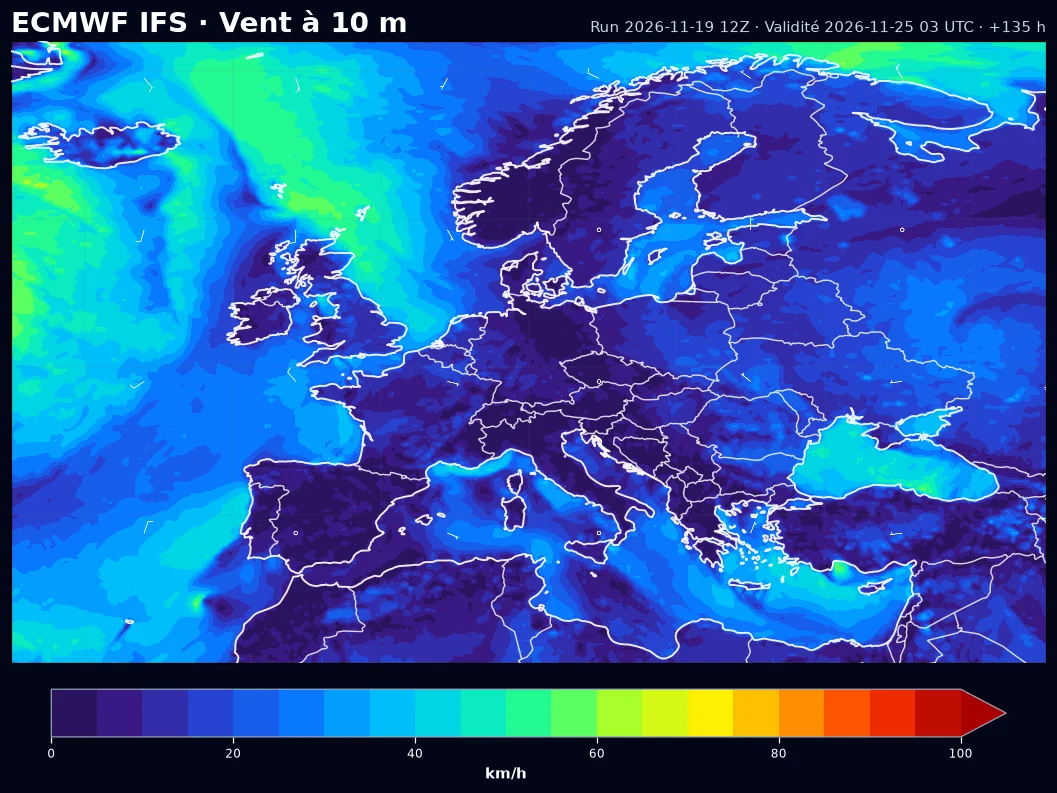 ECMWF IFS · Vent à 10 m
Run 2026-11-19 12Z · Validité 2026-11-25 03 UTC · +135 h
0 20 40 60 80 100
km/h